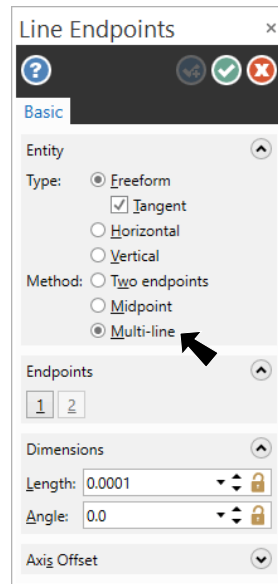 Line Endpoints ×
?
Basic
Entity
Type: Freeform
Tangent
Horizontal
Vertical
Method: Two endpoints
Midpoint
Multi-line
Endpoints
1 2
Dimensions
Length: 0.0001
Angle: 0.0
Axis Offset